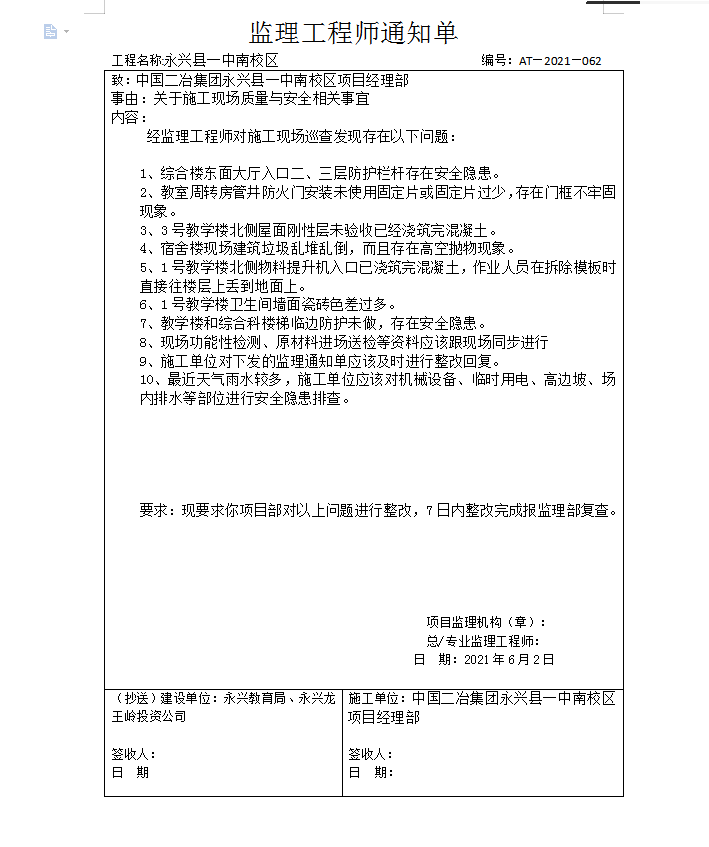 监理工程师通知单
工程名称:永兴县一中南校区 编号：AT－2021－062
致：中国二冶集团永兴县一中南校区项目经理部
事由：关于施工现场质量与安全相关事宜
内容：
经监理工程师对施工现场巡查发现存在以下问题：
1、综合楼东面大厅入口二、三层防护栏杆存在安全隐患。
2、教室周转房管井防火门安装未使用固定片或固定片过少，存在门框不牢固
现象。
3、3号教学楼北侧屋面刚性层未验收已经浇筑完混凝土。
4、宿舍楼现场建筑垃圾乱堆乱倒，而且存在高空抛物现象。
5、1号教学楼北侧物料提升机入口已浇筑完混凝土，作业人员在拆除模板时
直接往楼层上丢到地面上。
6、1号教学楼卫生间墙面瓷砖色差过多。
7、教学楼和综合科楼梯临边防护未做，存在安全隐患。
8、现场功能性检测、原材料进场送检等资料应该跟现场同步进行
9、施工单位对下发的监理通知单应该及时进行整改回复。
10、最近天气雨水较多，施工单位应该对机械设备、临时用电、高边坡、场
内排水等部位进行安全隐患排查。
要求：现要求你项目部对以上问题进行整改，7日内整改完成报监理部复查。
项目监理机构（章）：
总/专业监理工程师：
日 期：2021年6月2日
（抄送）建设单位：永兴教育局、永兴龙
王岭投资公司
签收人：
日 期
施工单位：中国二冶集团永兴县一中南校区
项目经理部
签收人：
日 期：